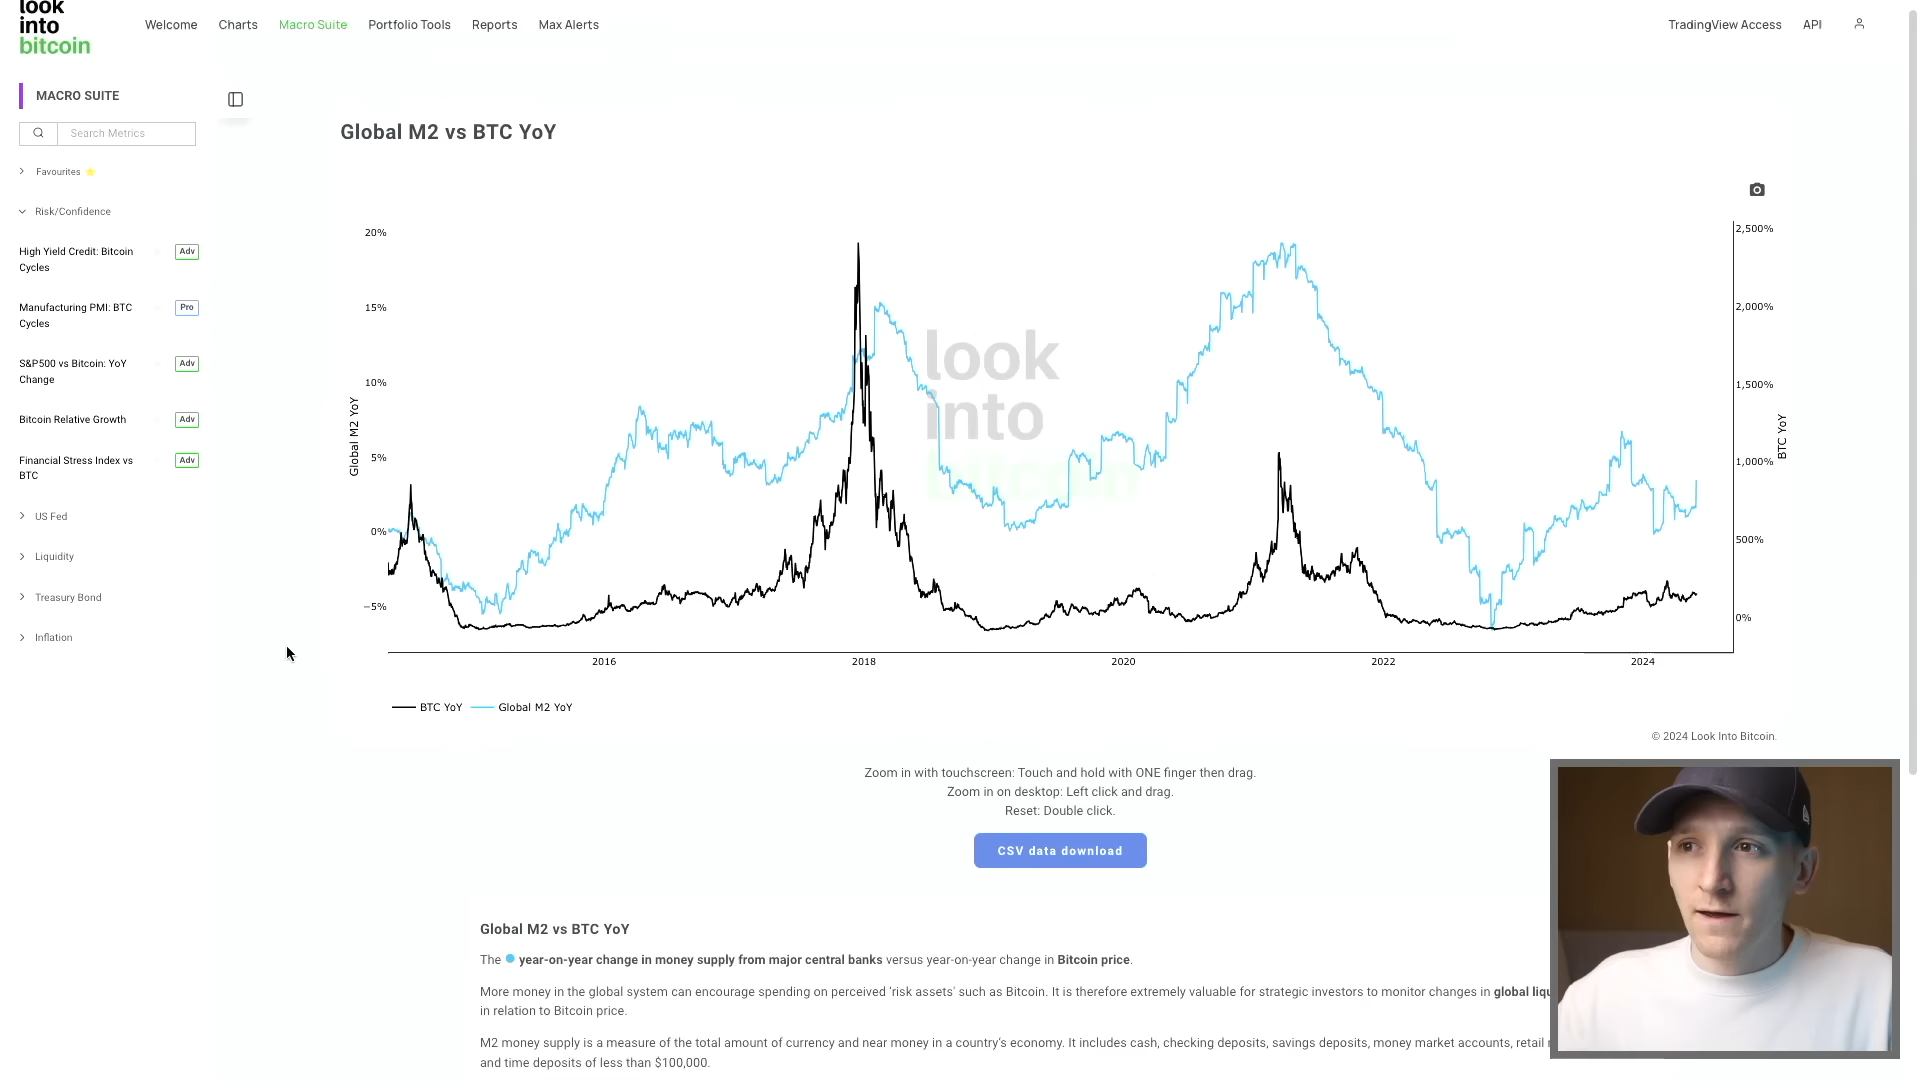 look
into
bitcoin
Welcome
Charts
Macro Suite
Portfolio Tools
Reports
Max Alerts
TradingView Access
API
MACRO SUITE
Search Metrics
Favourites
Risk/Confidence
High Yield Credit: Bitcoin
Cycles
Adv
Manufacturing PMI: BTC
Cycles
Pro
S&P500 vs Bitcoin: YoY
Change
Adv
Bitcoin Relative Growth
Adv
Financial Stress Index vs
BTC
Adv
US Fed
Liquidity
Treasury Bond
Inflation
Global M2 vs BTC YoY
20%
15%
10%
5%
0%
−5%
Global M2 YoY
look
into
bitcoin
2,500%
2,000%
1,500%
1,000%
500%
0%
BTC YoY
2016
2018
2020
2022
2024
BTC YoY
Global M2 YoY
© 2024 Look Into Bitcoin.
Zoom in with touchscreen: Touch and hold with ONE finger then drag.
Zoom in on desktop: Left click and drag.
Reset: Double click.
CSV data download
Global M2 vs BTC YoY
The year-on-year change in money supply from major central banks versus year-on-year change in Bitcoin price.
More money in the global system can encourage spending on perceived 'risk assets' such as Bitcoin. It is therefore extremely valuable for strategic investors to monitor changes in global
in relation to Bitcoin price.
M2 money supply is a measure of the total amount of currency and near money in a country's economy. It includes cash, checking deposits, savings deposits, money market accounts, retail
and time deposits of less than $100,000.